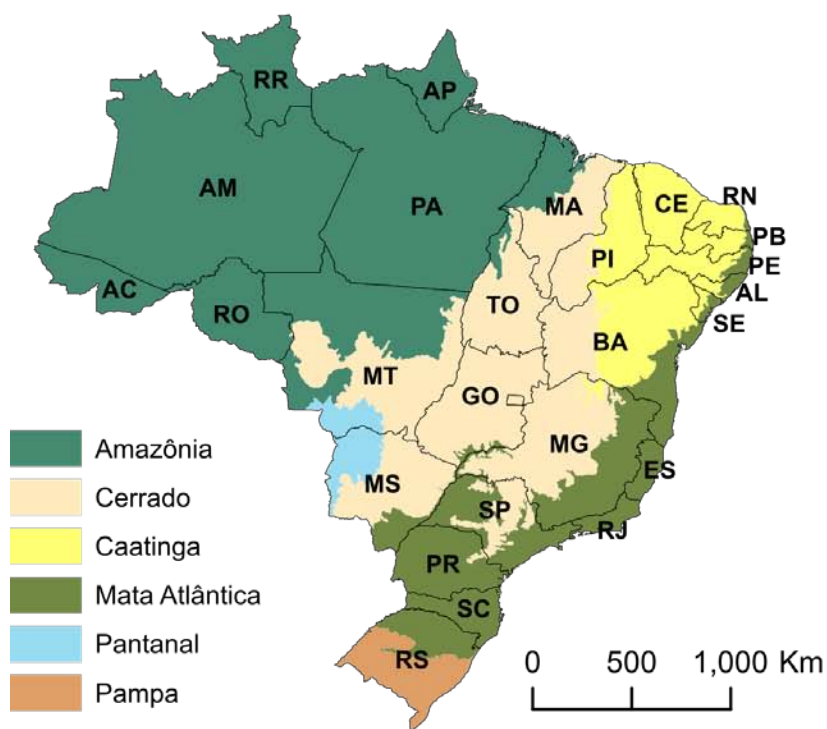 RR
AP
AM
PA
MA
CE
RN
PB
PI
PE
AC
AL
RO
TO
SE
BA
MT
GO
MG
MS
ES
SP
RJ
PR
SC
RS
Amazônia
Cerrado
Caatinga
Mata Atlântica
Pantanal
Pampa
0 500 1,000 Km